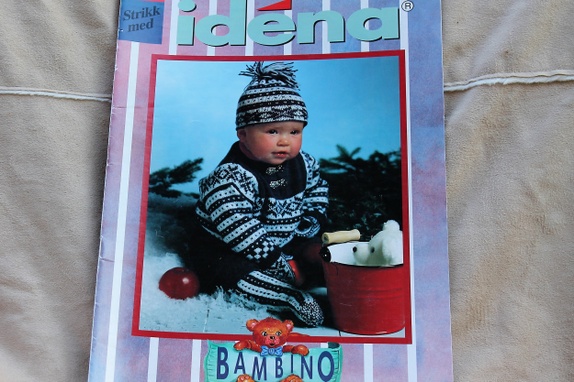 Strikk
med
idéna®
BAMBINO